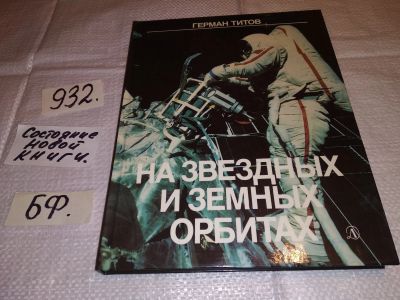 932.
Состояние
новой
книги.
БФ.
ГЕРМАН ТИТОВ
НА ЗВЕЗДНЫХ
И ЗЕМНЫХ
ОРБИТАХ